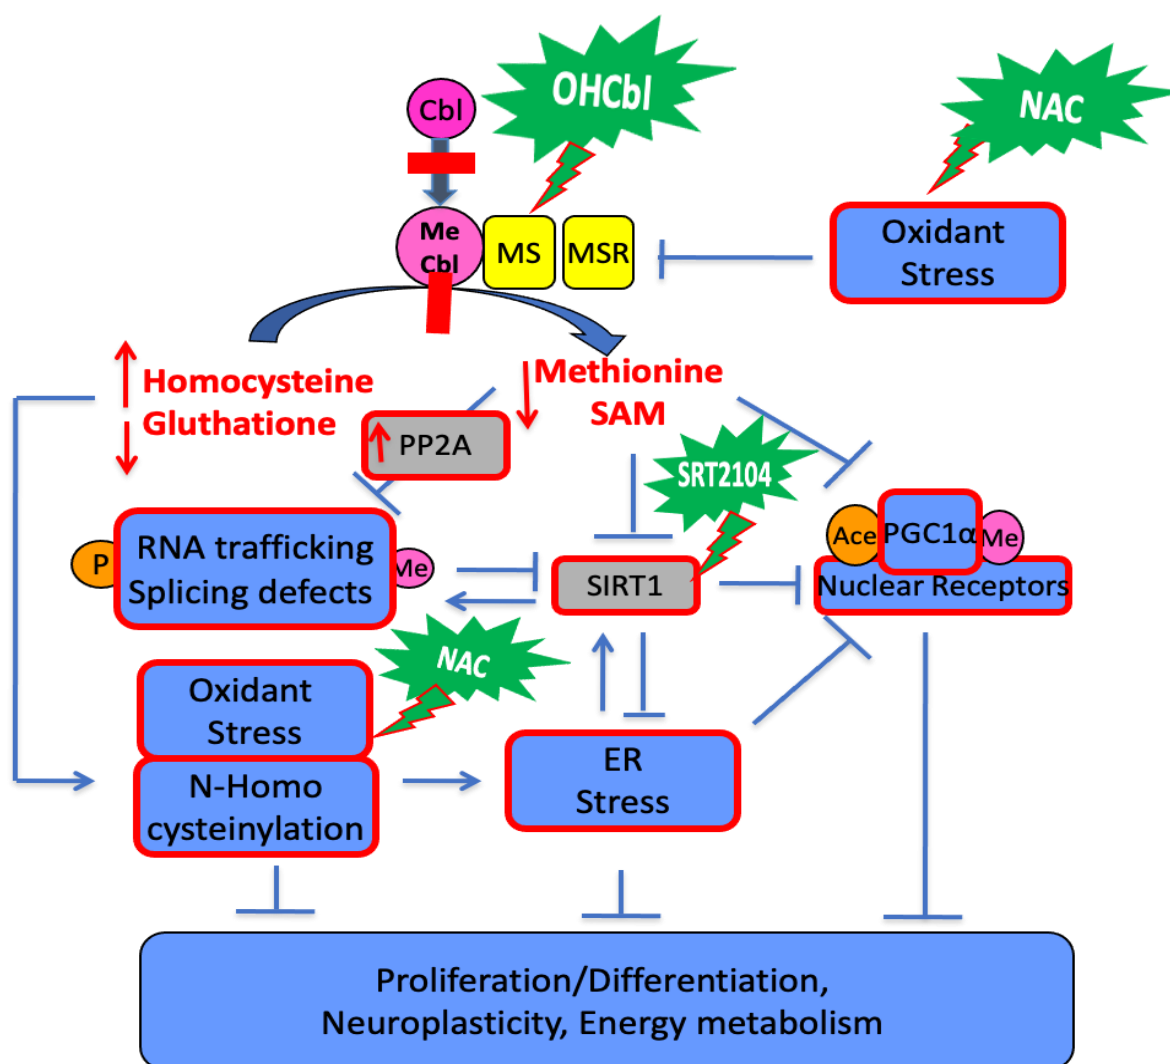 Cbl
OHCbl
NAC
Me
Cbl
MS
MSR
Oxidant
Stress
Homocysteine
Gluthatione
Methionine
SAM
PP2A
SRT2104
P
RNA trafficking
Splicing defects
Me
SIRT1
Ace
PGC1α
Me
Nuclear Receptors
NAC
Oxidant
Stress
N-Homo
cysteinylation
ER
Stress
Proliferation/Differentiation,
Neuroplasticity, Energy metabolism